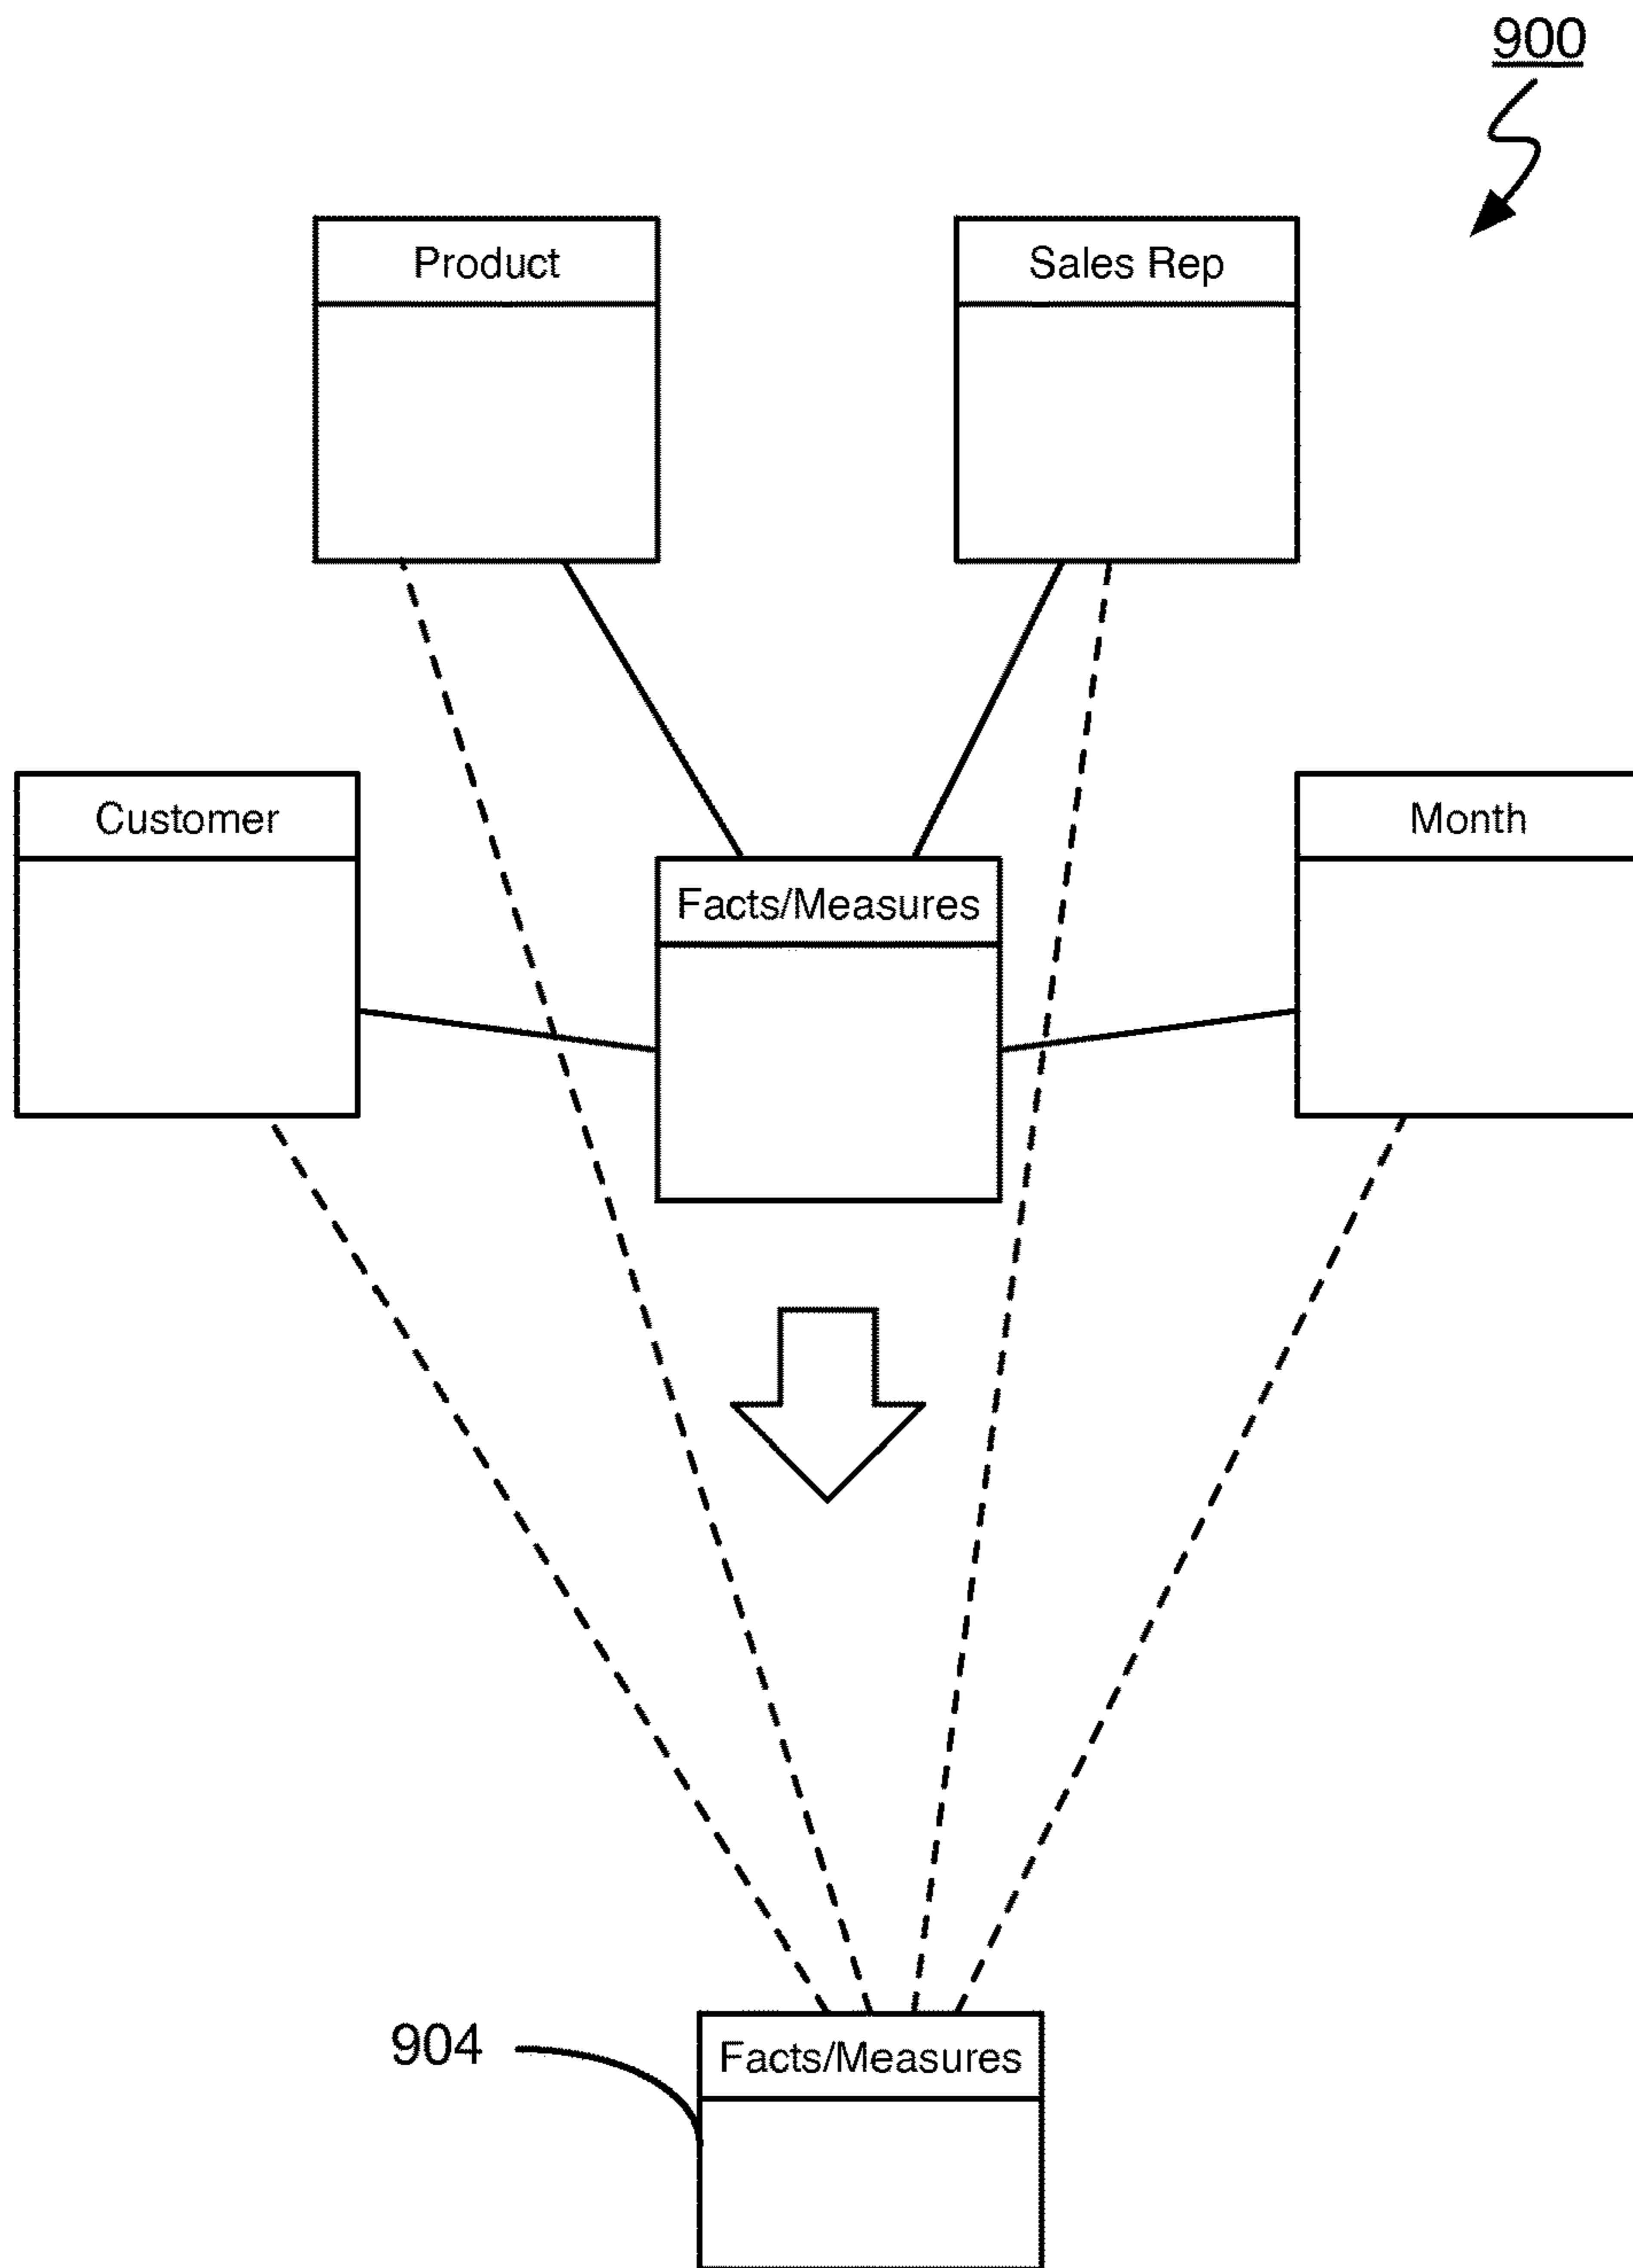 900
Product
Sales Rep
Customer
Month
Facts/Measures
904
Facts/Measures